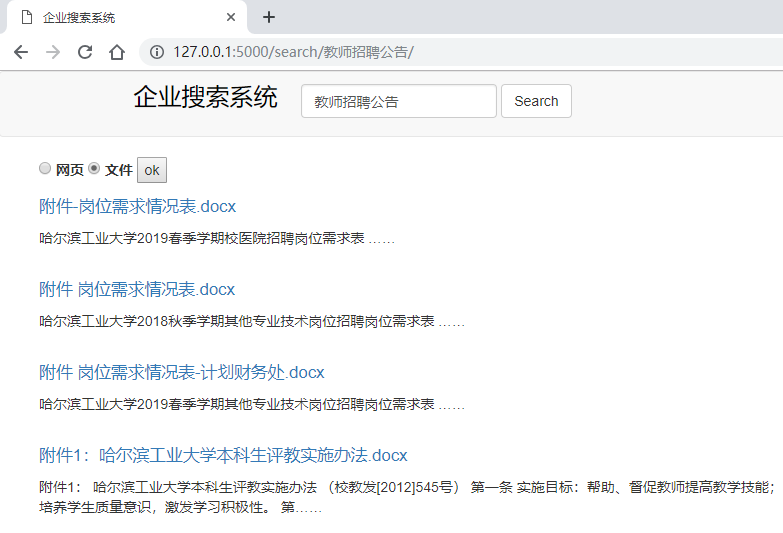 企业搜索系统
127.0.0.1:5000/search/教师招聘公告/
企业搜索系统 教师招聘公告 Search
网页 文件 ok
附件-岗位需求情况表.docx
哈尔滨工业大学2019春季学期校医院招聘岗位需求表 ……
附件 岗位需求情况表.docx
哈尔滨工业大学2018秋季学期其他专业技术岗位招聘岗位需求表 ……
附件 岗位需求情况表-计划财务处.docx
哈尔滨工业大学2019春季学期其他专业技术岗位招聘岗位需求表 ……
附件1：哈尔滨工业大学本科生评教实施办法.docx
附件1： 哈尔滨工业大学本科生评教实施办法 （校教发[2012]545号） 第一条 实施目标：帮助、督促教师提高教学技能；
培养学生质量意识，激发学习积极性。 第……